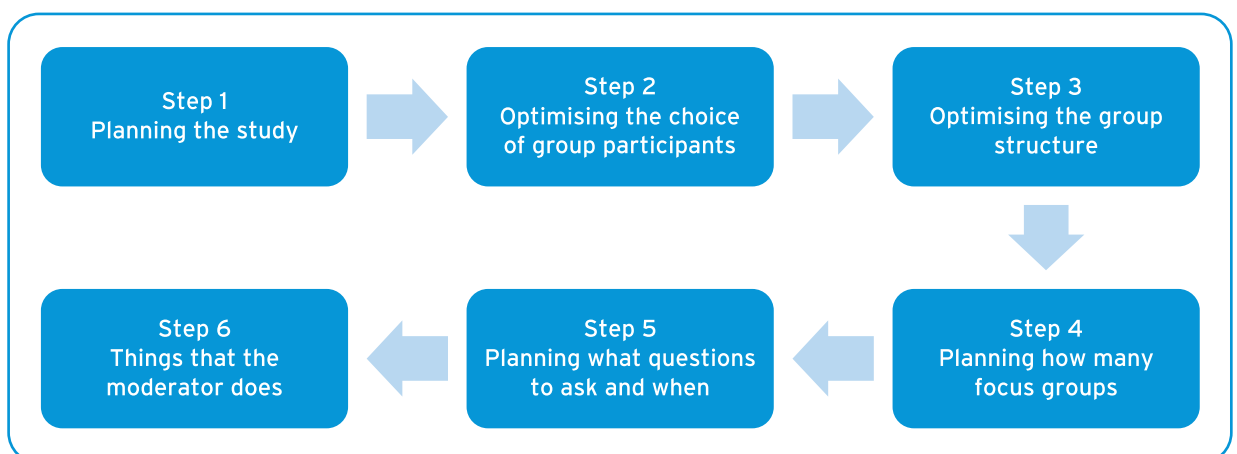 Step 1
Planning the study
Step 2
Optimising the choice
of group participants
Step 3
Optimising the group
structure
Step 4
Planning how many
focus groups
Step 5
Planning what questions
to ask and when
Step 6
Things that the
moderator does